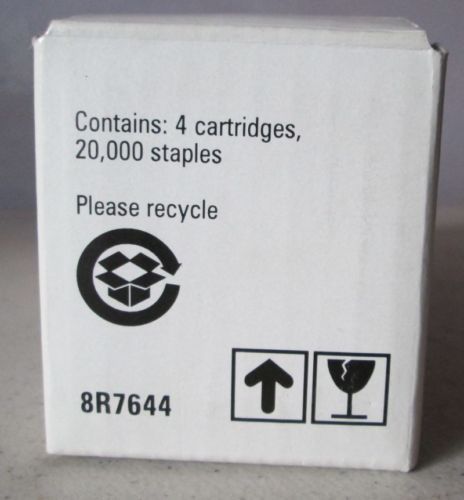 Contains: 4 cartridges,
20,000 staples
Please recycle
8R7644